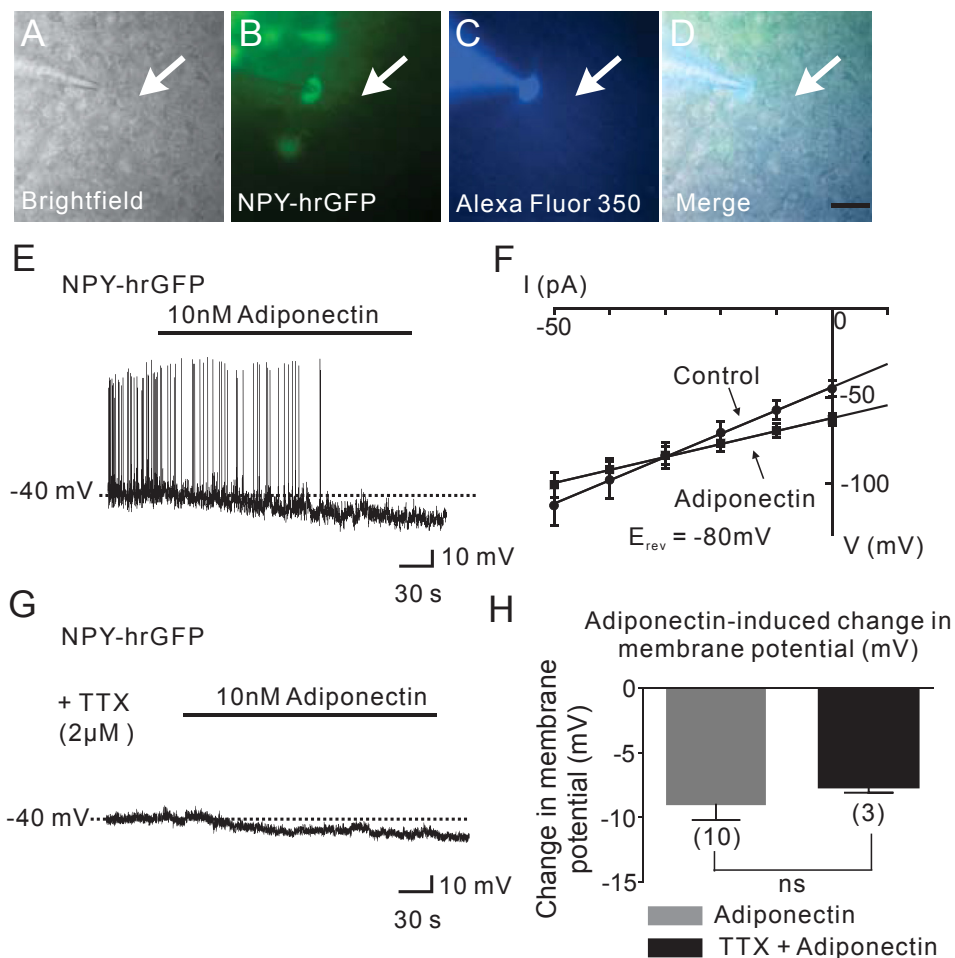 A
B
C
D
Brightfield
NPY-hrGFP
Alexa Fluor 350
Merge
E
NPY-hrGFP
10nM Adiponectin
-40 mV
10 mV
30 s
F
I (pA)
-50
0
Control
-50
Adiponectin
-100
E_rev = -80mV
V (mV)
G
NPY-hrGFP
+ TTX
(2μM )
10nM Adiponectin
-40 mV
10 mV
30 s
H
Adiponectin-induced change in
membrane potential (mV)
Change in membrane
potential (mV)
0
-5
-10
-15
(10)
(3)
ns
Adiponectin
TTX + Adiponectin